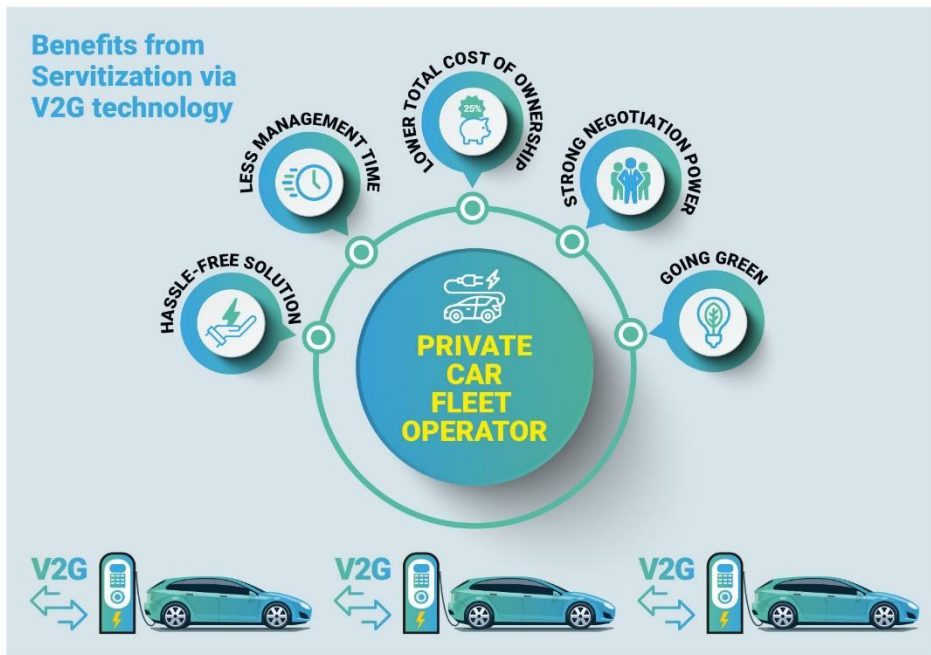 Benefits from
Servitization via
V2G technology
HASSLE-FREE SOLUTION
LESS MANAGEMENT TIME
LOWER TOTAL COST OF OWNERSHIP
25%
STRONG NEGOTIATION POWER
GOING GREEN
PRIVATE
CAR
FLEET
OPERATOR
V2G
V2G
V2G